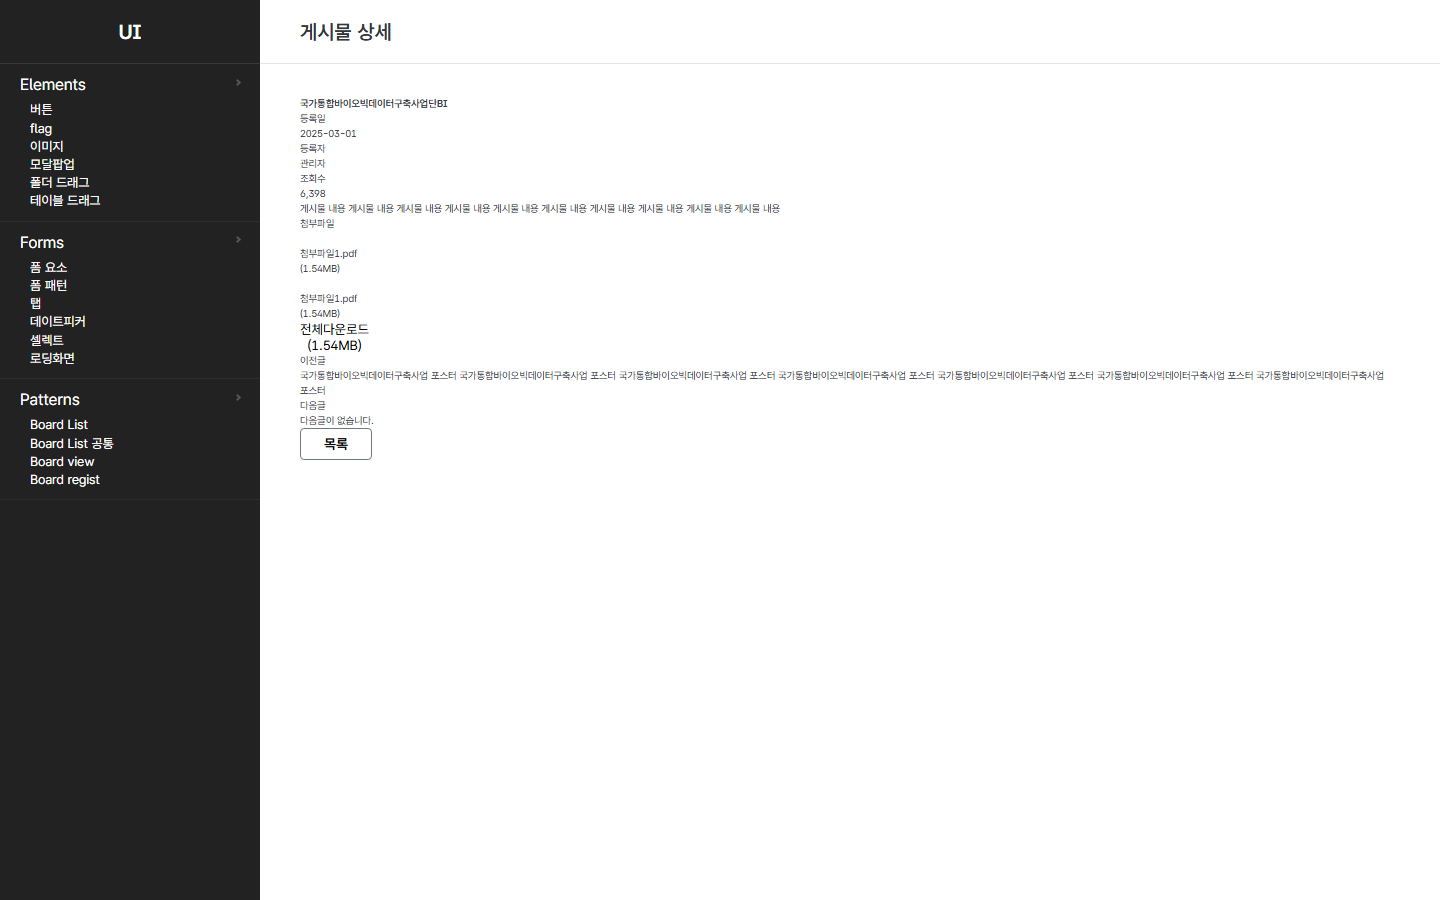 UI
Elements
버튼
flag
이미지
모달팝업
폴더 드래그
테이블 드래그
Forms
폼 요소
폼 패턴
탭
데이트피커
셀렉트
로딩화면
Patterns
Board List
Board List 공통
Board view
Board regist
게시물 상세
국가통합바이오빅데이터구축사업단BI
등록일
2025-03-01
등록자
관리자
조회수
6,398
게시물 내용 게시물 내용 게시물 내용 게시물 내용 게시물 내용 게시물 내용 게시물 내용 게시물 내용 게시물 내용 게시물 내용
첨부파일
첨부파일1.pdf
(1.54MB)
첨부파일1.pdf
(1.54MB)
전체다운로드
(1.54MB)
이전글
국가통합바이오빅데이터구축사업 포스터 국가통합바이오빅데이터구축사업 포스터 국가통합바이오빅데이터구축사업 포스터 국가통합바이오빅데이터구축사업 포스터 국가통합바이오빅데이터구축사업 포스터 국가통합바이오빅데이터구축사업 포스터 국가통합바이오빅데이터구축사업
포스터
다음글
다음글이 없습니다.
목록